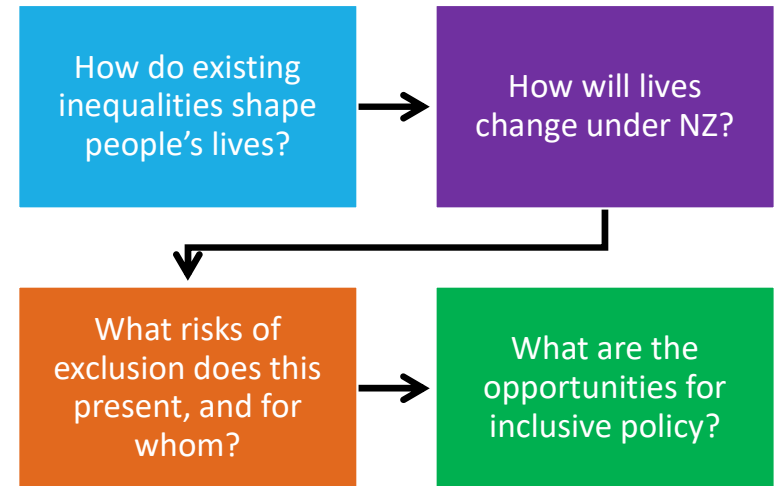 How do existing
inequalities shape
people's lives?
How will lives
change under NZ?
What risks of
exclusion does this
present, and for
whom?
What are the
opportunities for
inclusive policy?